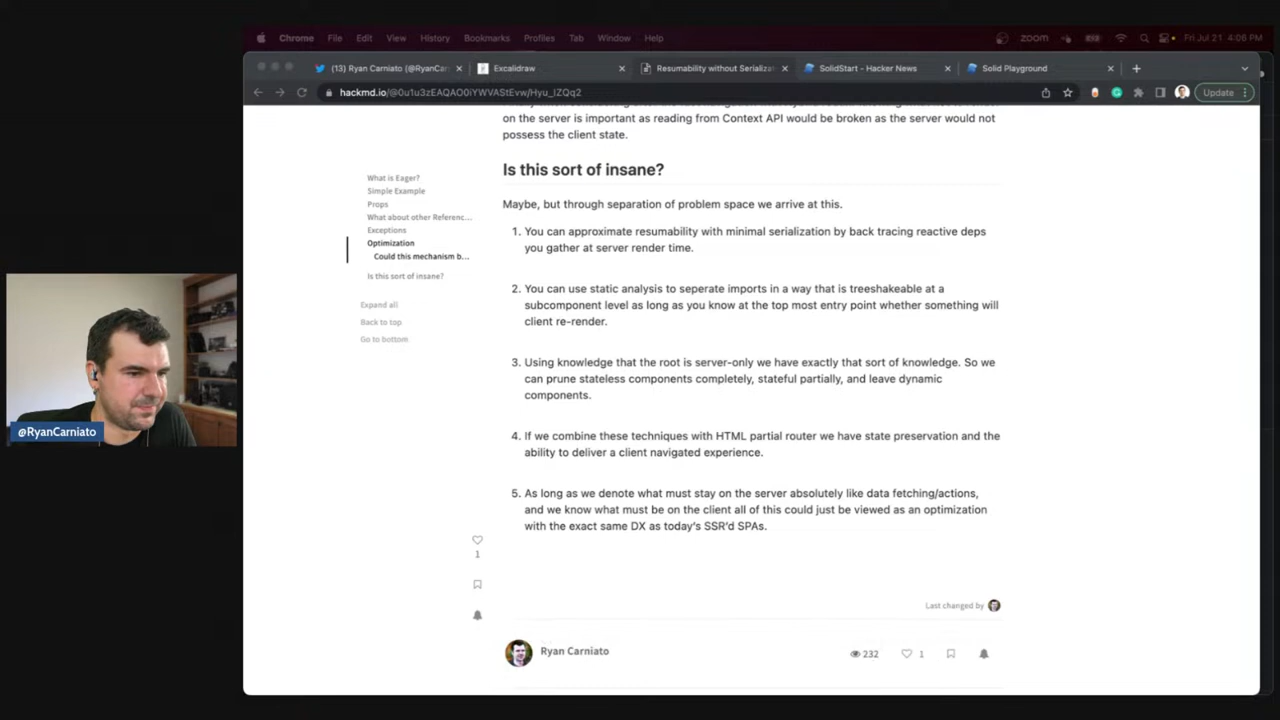 Chrome File Edit View History Bookmarks Profiles Tab Window Help
zoom
Fri Jul 21 4:06 PM
(13) Ryan Carniato (@RyanCar
Excalidraw
Resumability without Serializat
SolidStart - Hacker News
Solid Playground
hackmd.io/@0u1u3zEAQAO0iYWVAStEvw/Hyu_IZQq2
Update
on the server is important as reading from Context API would be broken as the server would not
possess the client state.
What is Eager?
Simple Example
Props
What about other Referenc...
Exceptions
Optimization
Could this mechanism b...
Is this sort of insane?
Expand all
Back to top
Go to bottom
Is this sort of insane?
Maybe, but through separation of problem space we arrive at this.
1. You can approximate resumability with minimal serialization by back tracing reactive deps
you gather at server render time.
2. You can use static analysis to seperate imports in a way that is treeshakeable at a
subcomponent level as long as you know at the top most entry point whether something will
client re-render.
3. Using knowledge that the root is server-only we have exactly that sort of knowledge. So we
can prune stateless components completely, stateful partially, and leave dynamic
components.
4. If we combine these techniques with HTML partial router we have state preservation and the
ability to deliver a client navigated experience.
5. As long as we denote what must stay on the server absolutely like data fetching/actions,
and we know what must be on the client all of this could just be viewed as an optimization
with the exact same DX as today's SSR'd SPAs.
1
Last changed by
Ryan Carniato
232
1
@RyanCarniato